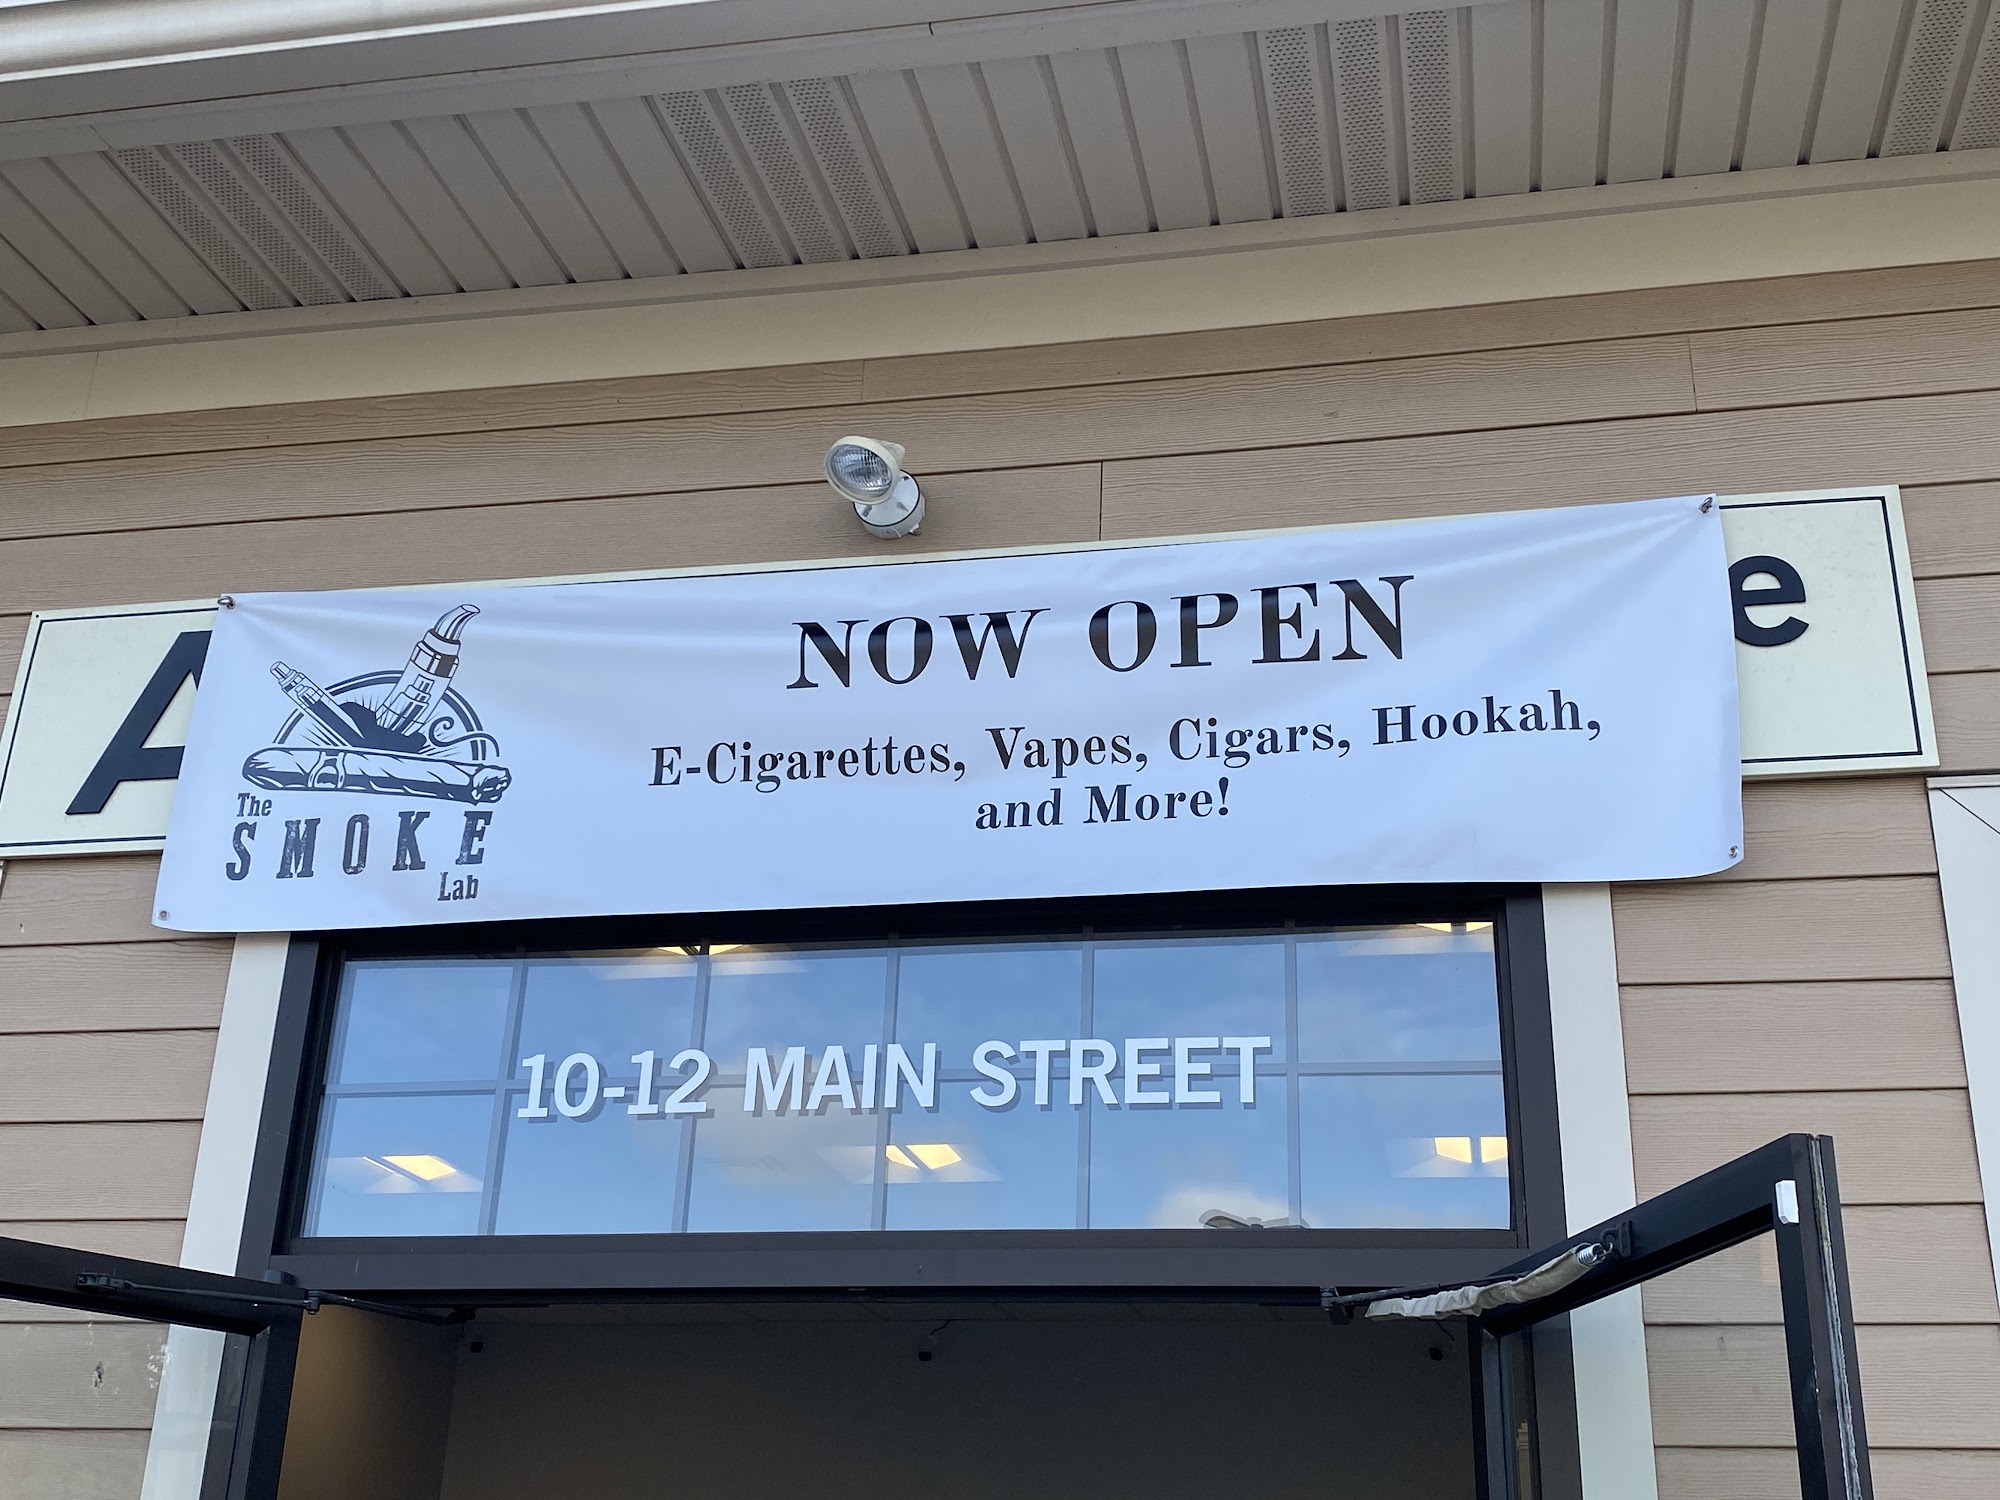 A
e
The
SMOKE
Lab
NOW OPEN
E-Cigarettes, Vapes, Cigars, Hookah,
and More!
10-12 MAIN STREET